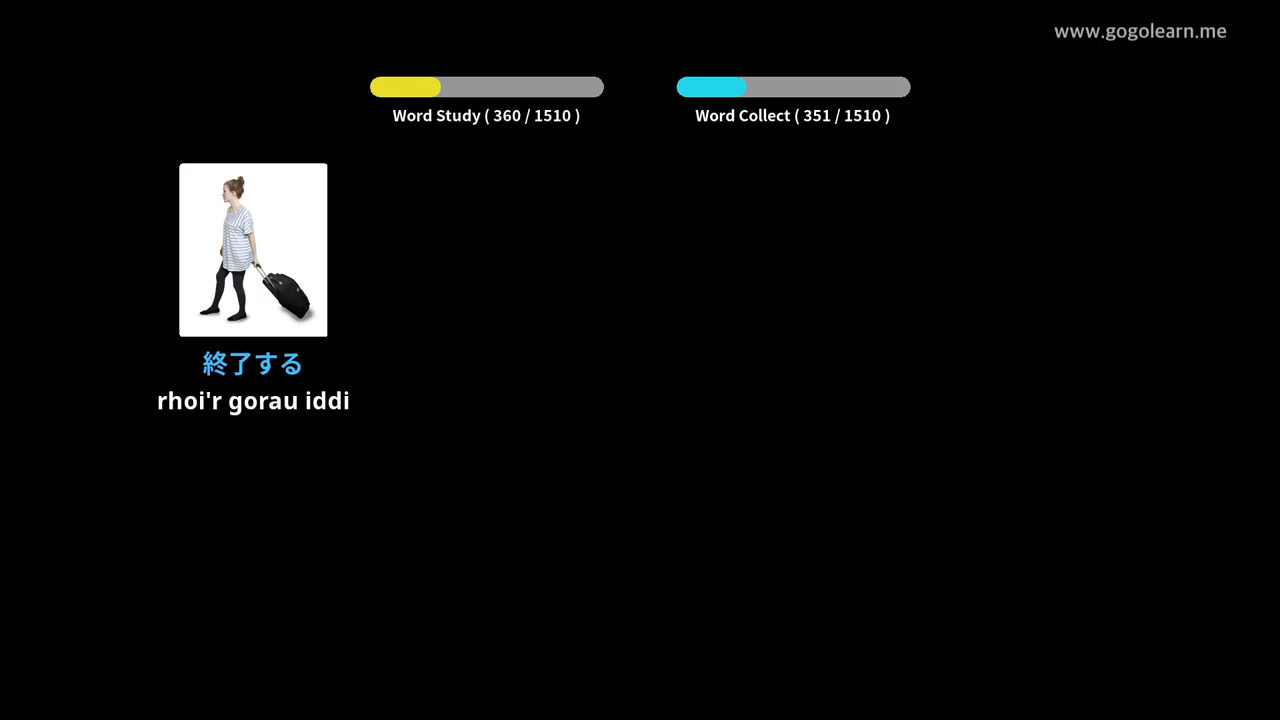 www.gogolearn.me
Word Study ( 360 / 1510 )
Word Collect ( 351 / 1510 )
終了する
rhoi'r gorau iddi